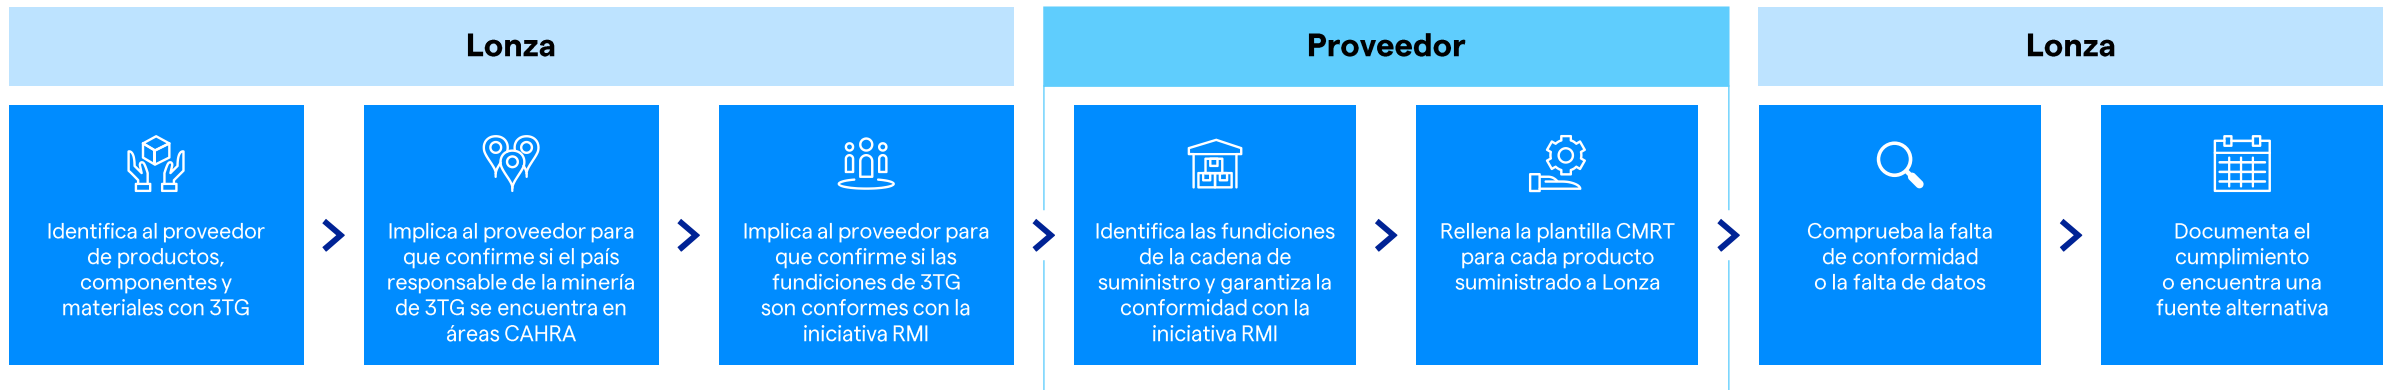 Lonza
Proveedor
Lonza
Identifica al proveedor
de productos,
componentes y
materiales con 3TG
Implica al proveedor para
que confirme si el país
responsable de la minería
de 3TG se encuentra en
áreas CAHRA
Implica al proveedor para
que confirme si las
fundiciones de 3TG
son conformes con la
iniciativa RMI
Identifica las fundiciones
de la cadena de
suministro y garantiza la
conformidad con la
iniciativa RMI
Rellena la plantilla CMRT
para cada producto
suministrado a Lonza
Comprueba la falta
de conformidad
o la falta de datos
Documenta el
cumplimiento
o encuentra una
fuente alternativa